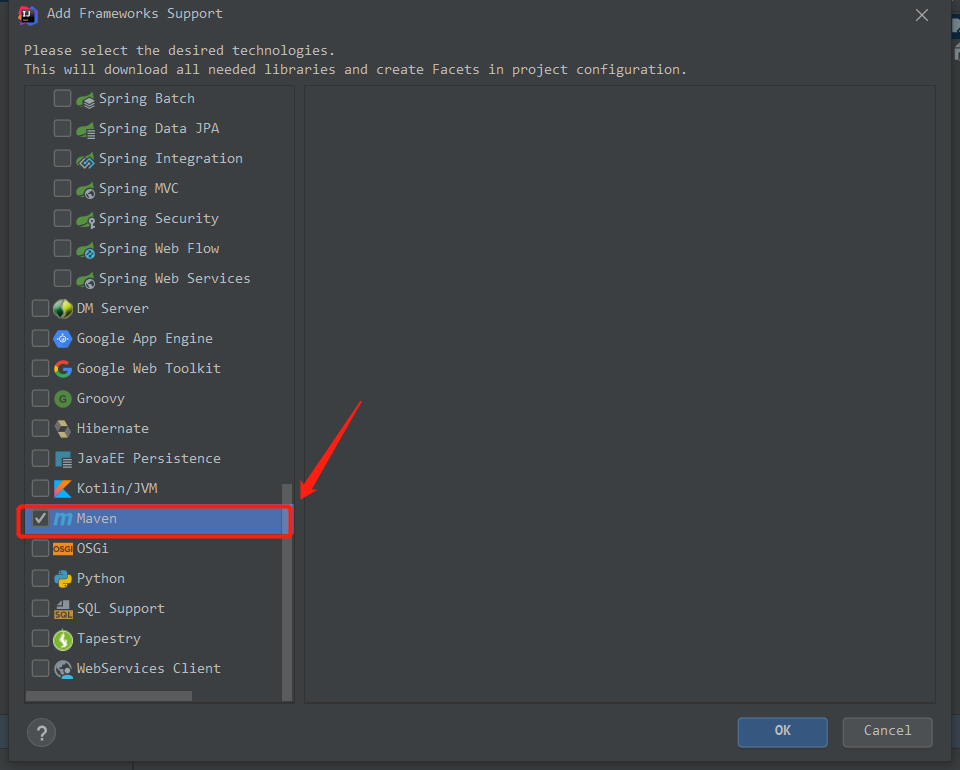 Add Frameworks Support
Please select the desired technologies.
This will download all needed libraries and create Facets in project configuration.
Spring Batch
Spring Data JPA
Spring Integration
Spring MVC
Spring Security
Spring Web Flow
Spring Web Services
DM Server
Google App Engine
Google Web Toolkit
G Groovy
Hibernate
JavaEE Persistence
Kotlin/JVM
m Maven
OSGi OSGi
Python
SQL SQL Support
Tapestry
WebServices Client
? OK Cancel